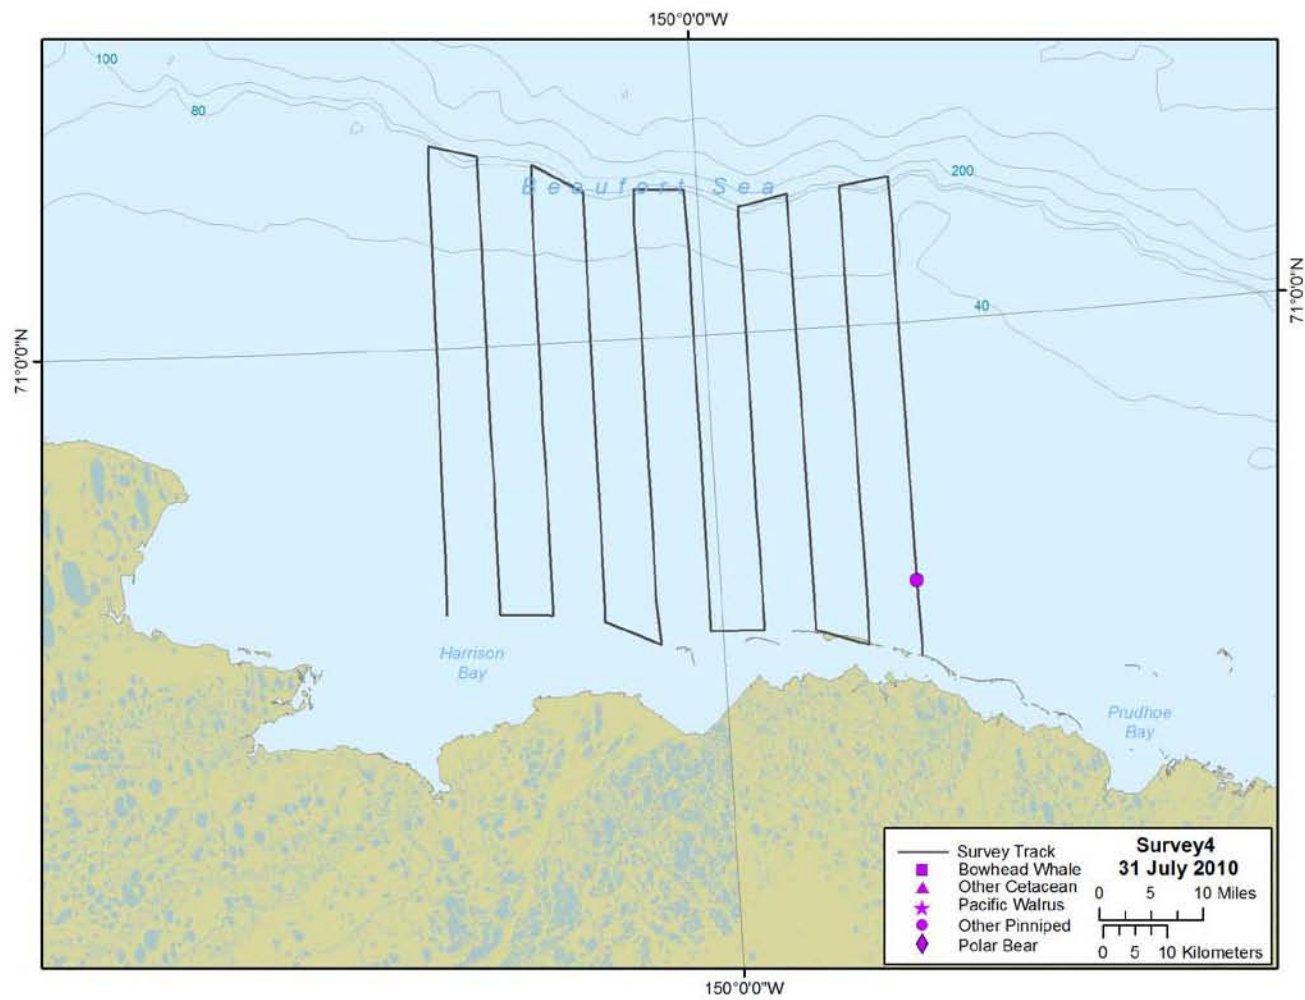 150°0'0"W
100
80
200
Beaufort Sea
71°0'0"N
40
71°0'0"N
Harrison
Bay
Prudhoe
Bay
Survey4
31 July 2010
Survey Track
Bowhead Whale
Other Cetacean
Pacific Walrus
Other Pinniped
Polar Bear
0 5 10 Miles
0 5 10 Kilometers
150°0'0"W